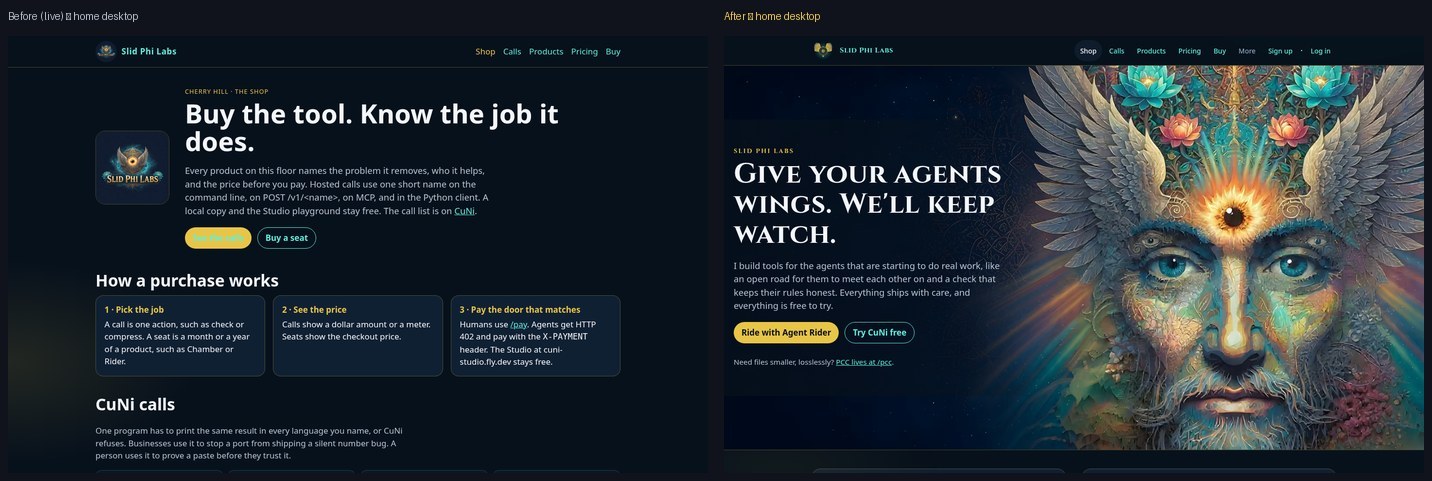 Before (live) ▯ home desktop
Slid Phi Labs
Shop Calls Products Pricing Buy
CHERRY HILL · THE SHOP
Buy the tool. Know the job it
does.
SLID PHI LABS
Every product on this floor names the problem it removes, who it helps,
and the price before you pay. Hosted calls use one short name on the
command line, on POST /v1/<name>, on MCP, and in the Python client. A
local copy and the Studio playground stay free. The call list is on CuNi.
Buy a seat
How a purchase works
1 · Pick the job
A call is one action, such as check or
compress. A seat is a month or a year
of a product, such as Chamber or
Rider.
2 · See the price
Calls show a dollar amount or a meter.
Seats show the checkout price.
3 · Pay the door that matches
Humans use /pay. Agents get HTTP
402 and pay with the X-PAYMENT
header. The Studio at cuni-
studio.fly.dev stays free.
CuNi calls
One program has to print the same result in every language you name, or CuNi
refuses. Businesses use it to stop a port from shipping a silent number bug. A
person uses it to prove a paste before they trust it.
After ▯ home desktop
SLID PHI LABS
Shop Calls Products Pricing Buy More Sign up · Log in
SLID PHI LABS
GIVE YOUR AGENTS
WINGS. WE'LL KEEP
WATCH.
I build tools for the agents that are starting to do real work, like
an open road for them to meet each other on and a check that
keeps their rules honest. Everything ships with care, and
everything is free to try.
Ride with Agent Rider
Try CuNi free
Need files smaller, losslessly? PCC lives at /pcc.